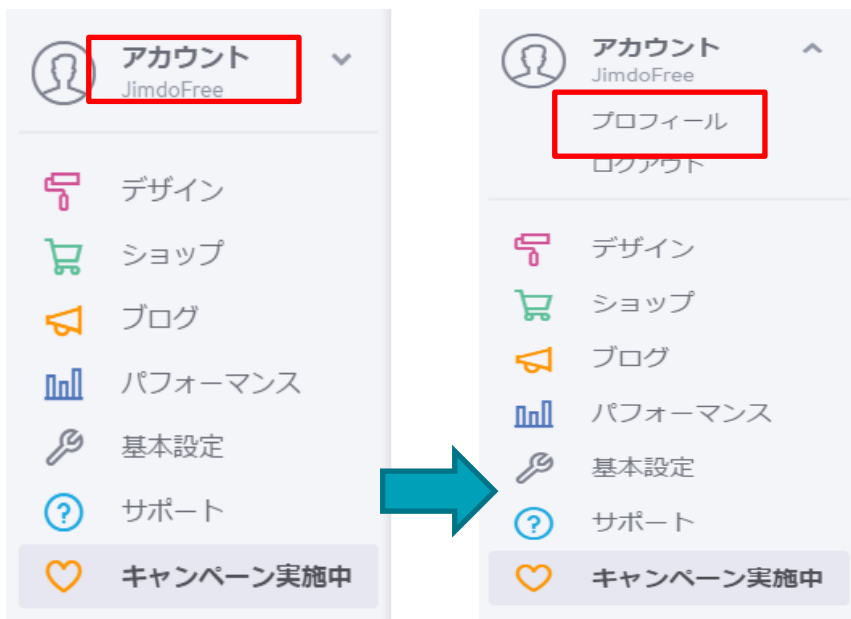 アカウント
JimdoFree
デザイン
ショップ
ブログ
パフォーマンス
基本設定
サポート
キャンペーン実施中
アカウント
JimdoFree
プロフィール
ログアウト
デザイン
ショップ
ブログ
パフォーマンス
基本設定
サポート
キャンペーン実施中